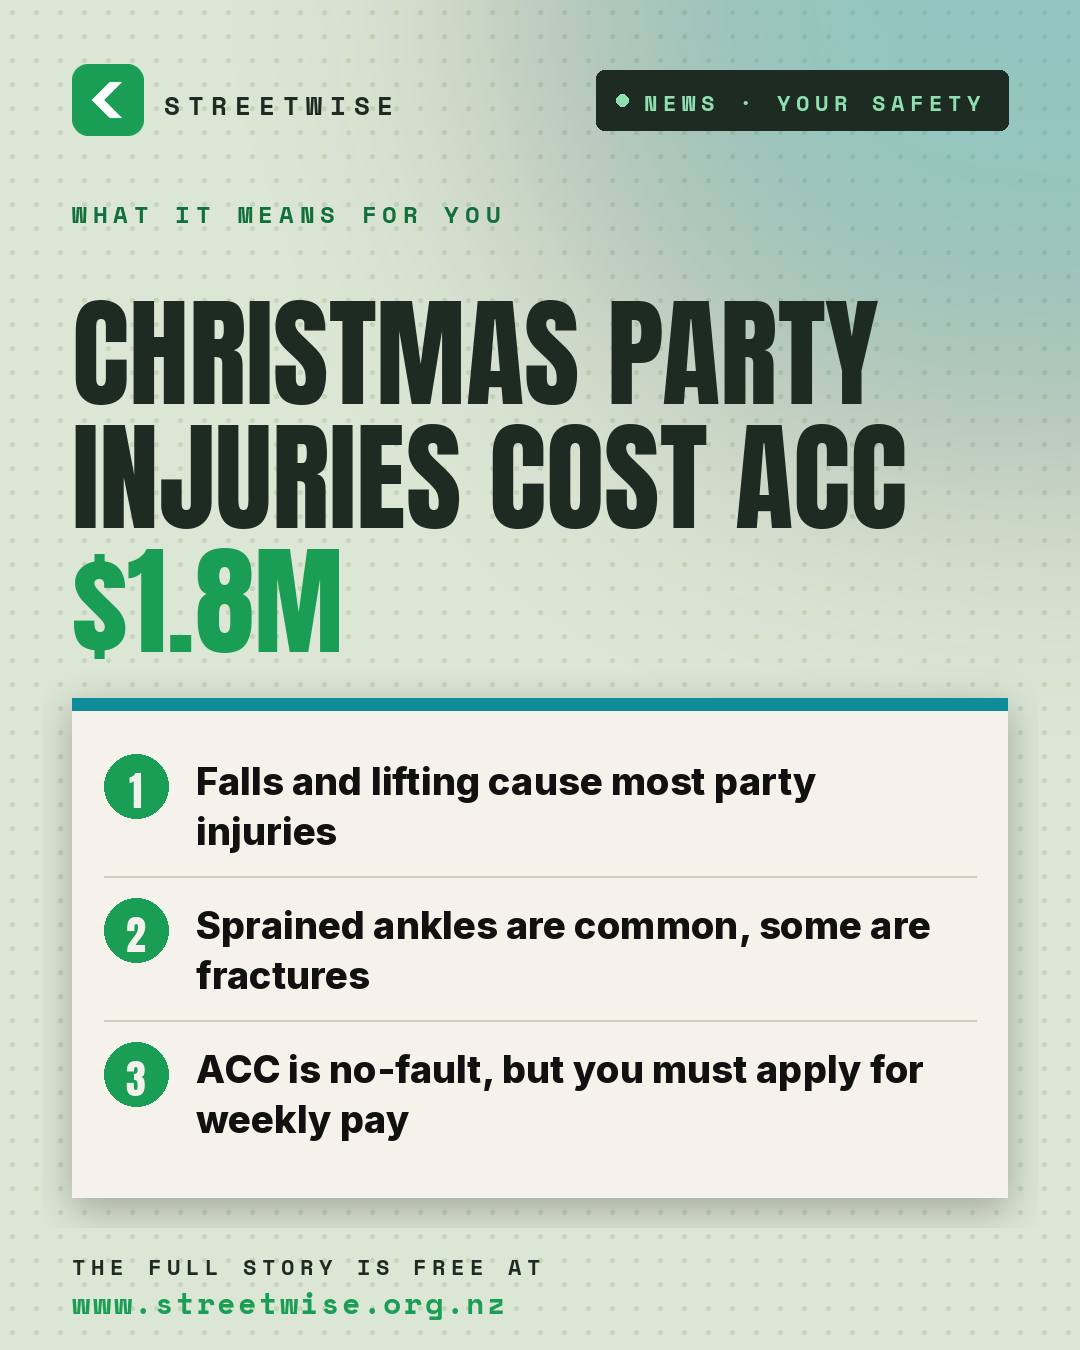 STREETWISE
NEWS · YOUR SAFETY
WHAT IT MEANS FOR YOU
CHRISTMAS PARTY
INJURIES COST ACC
$1.8M
1 Falls and lifting cause most party
injuries
2 Sprained ankles are common, some are
fractures
3 ACC is no-fault, but you must apply for
weekly pay
THE FULL STORY IS FREE AT
www.streetwise.org.nz